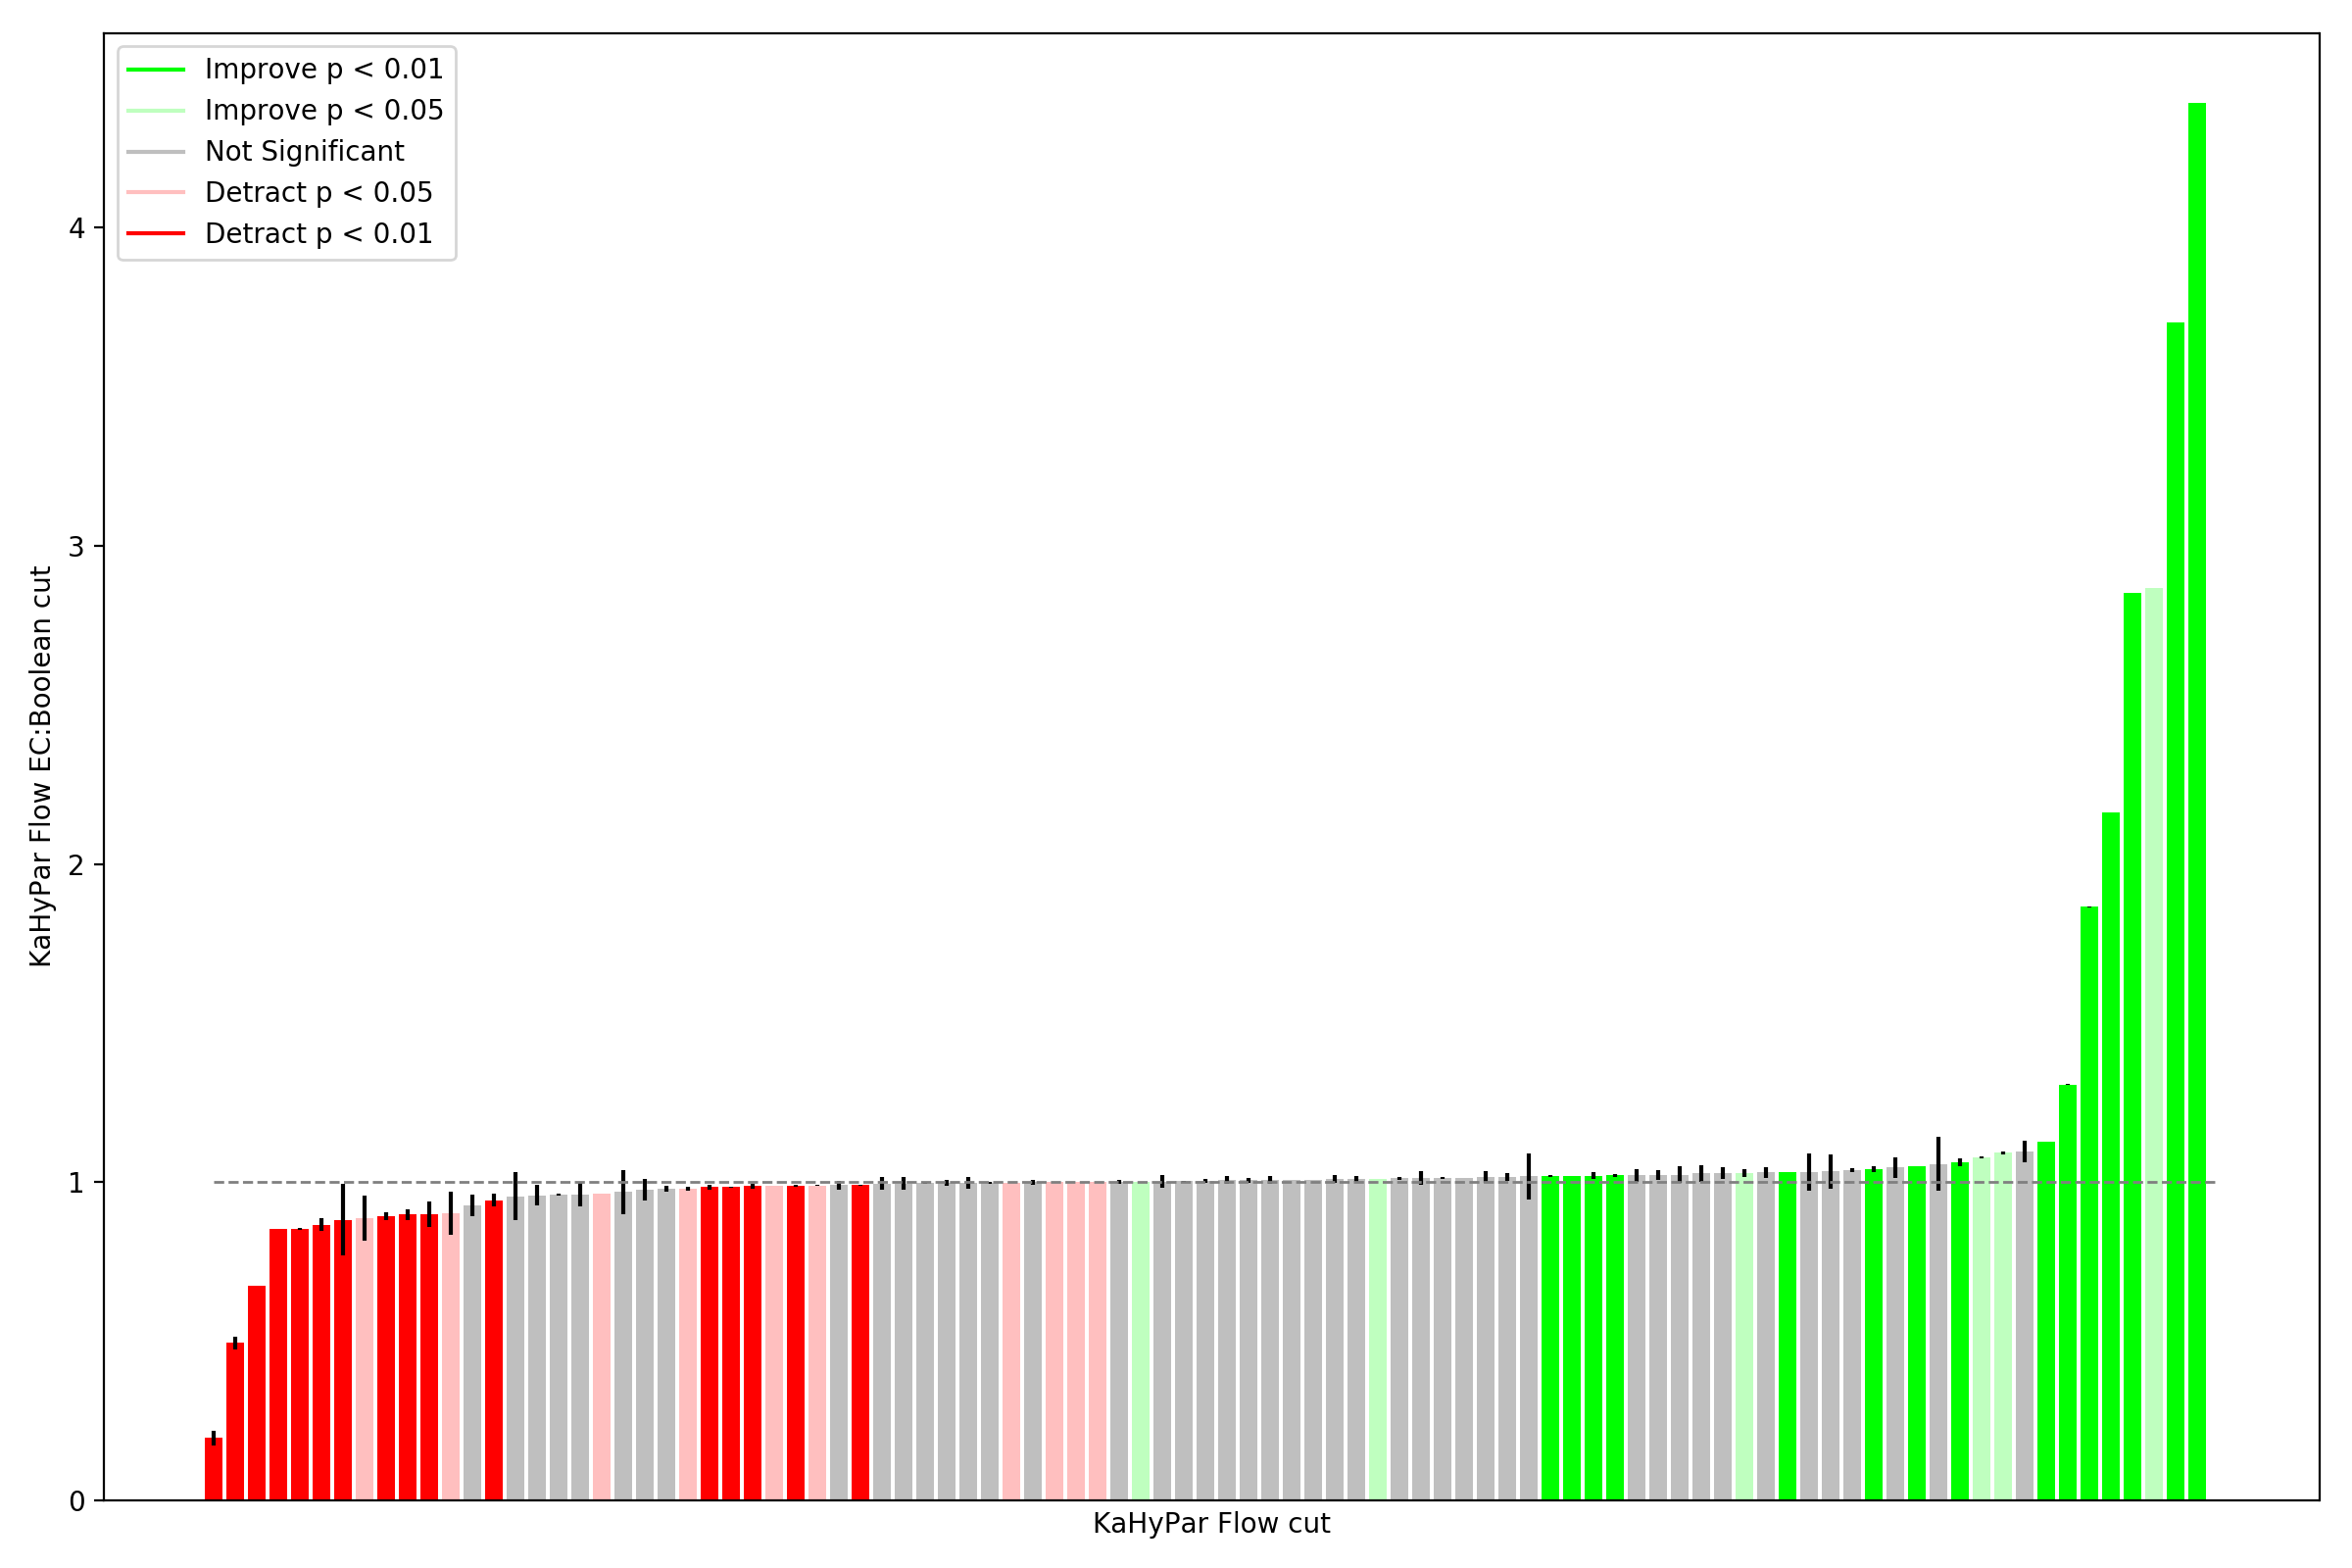 Improve p < 0.01
Improve p < 0.05
Not Significant
Detract p < 0.05
Detract p < 0.01
4
3
2
1
0
KaHyPar Flow EC:Boolean cut
KaHyPar Flow cut